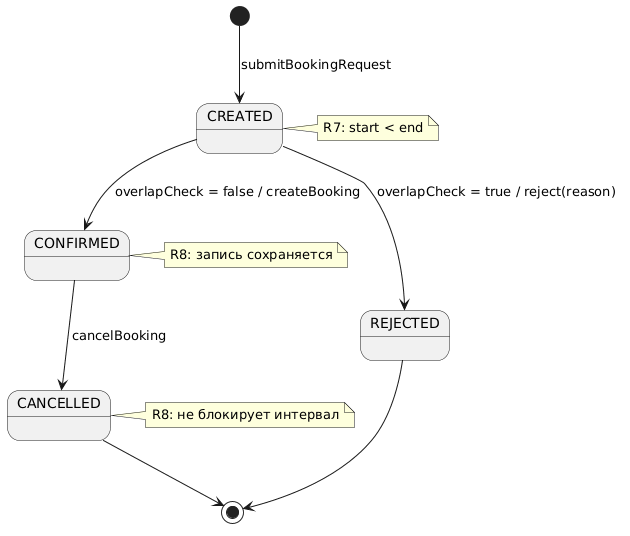 submitBookingRequest
CREATED
R7: start < end
overlapCheck = false / createBooking
overlapCheck = true / reject(reason)
CONFIRMED
R8: запись сохраняется
REJECTED
cancelBooking
CANCELLED
R8: не блокирует интервал